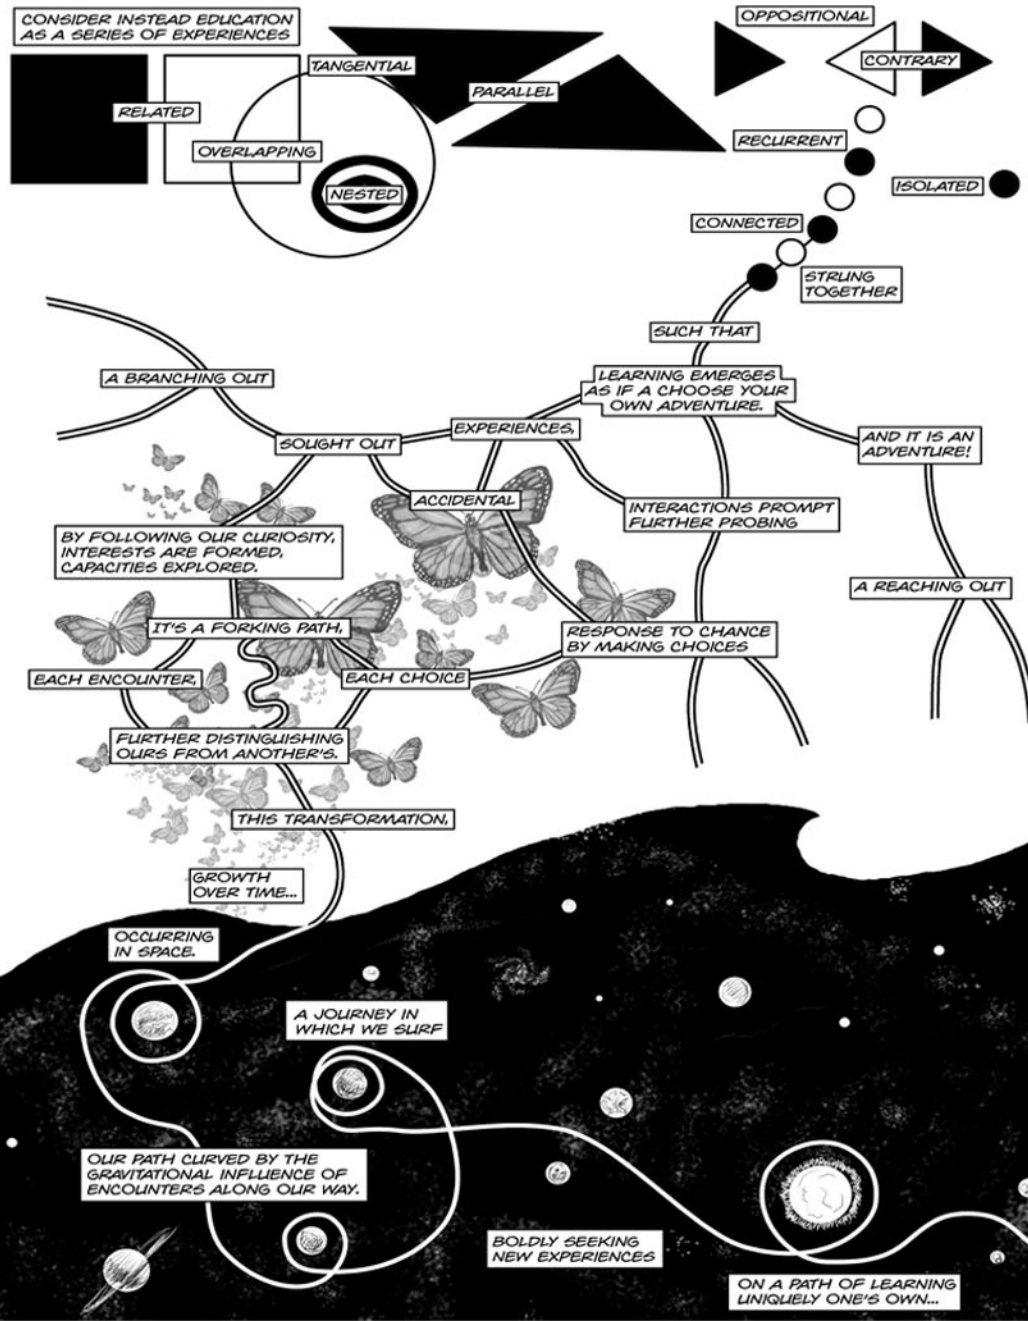 CONSIDER INSTEAD EDUCATION
AS A SERIES OF EXPERIENCES
RELATED
OVERLAPPING
TANGENTIAL
NESTED
PARALLEL
OPPOSITIONAL
CONTRARY
RECURRENT
ISOLATED
CONNECTED
STRUNG
TOGETHER
SUCH THAT
LEARNING EMERGES
AS IF A CHOOSE YOUR
OWN ADVENTURE.
AND IT IS AN
ADVENTURE!
A REACHING OUT
EXPERIENCES,
SOUGHT OUT
A BRANCHING OUT
ACCIDENTAL
INTERACTIONS PROMPT
FURTHER PROBING
BY FOLLOWING OUR CURIOSITY,
INTERESTS ARE FORMED,
CAPACITIES EXPLORED.
RESPONSE TO CHANCE
BY MAKING CHOICES
IT'S A FORKING PATH,
EACH ENCOUNTER,
EACH CHOICE
FURTHER DISTINGUISHING
OURS FROM ANOTHER'S.
THIS TRANSFORMATION,
GROWTH
OVER TIME...
OCCURRING
IN SPACE.
A JOURNEY IN
WHICH WE SURF
OUR PATH CURVED BY THE
GRAVITATIONAL INFLUENCE OF
ENCOUNTERS ALONG OUR WAY.
BOLDLY SEEKING
NEW EXPERIENCES
ON A PATH OF LEARNING
UNIQUELY ONE'S OWN...